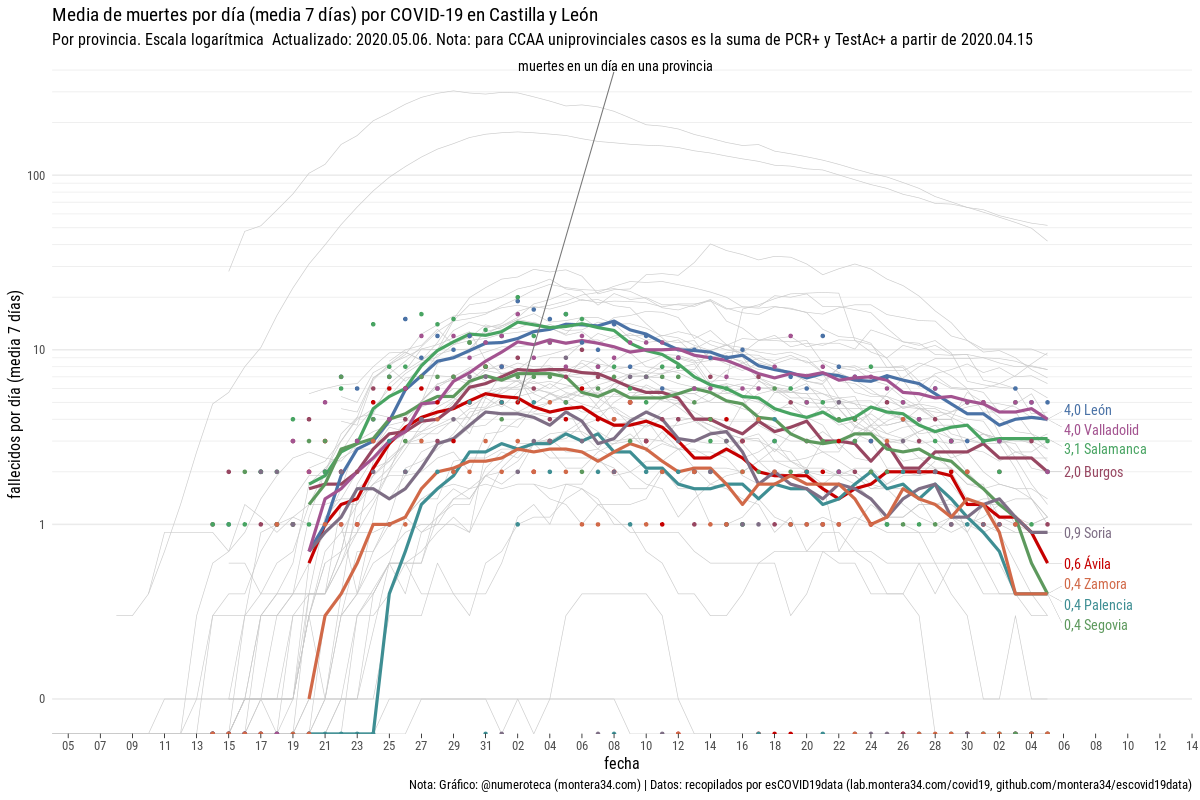 Media de muertes por día (media 7 días) por COVID-19 en Castilla y León
Por provincia. Escala logarítmica  Actualizado: 2020.05.06. Nota: para CCAA uniprovinciales casos es la suma de PCR+ y TestAc+ a partir de 2020.04.15
muertes en un día en una provincia
fallecidos por día (media  7 días)
100
10
1
0
4,0 León
4,0 Valladolid
3,1 Salamanca
2,0 Burgos
0,9 Soria
0,6 Ávila
0,4 Zamora
0,4 Palencia
0,4 Segovia
05 07 09 11 13 15 17 19 21 23 25 27 29 31 02 04 06 08 10 12 14 16 18 20 22 24 26 28 30 02 04 06 08 10 12 14
fecha
Nota: Gráfico: @numeroteca (montera34.com) | Datos: recopilados por esCOVID19data (lab.montera34.com/covid19, github.com/montera34/escovid19data)